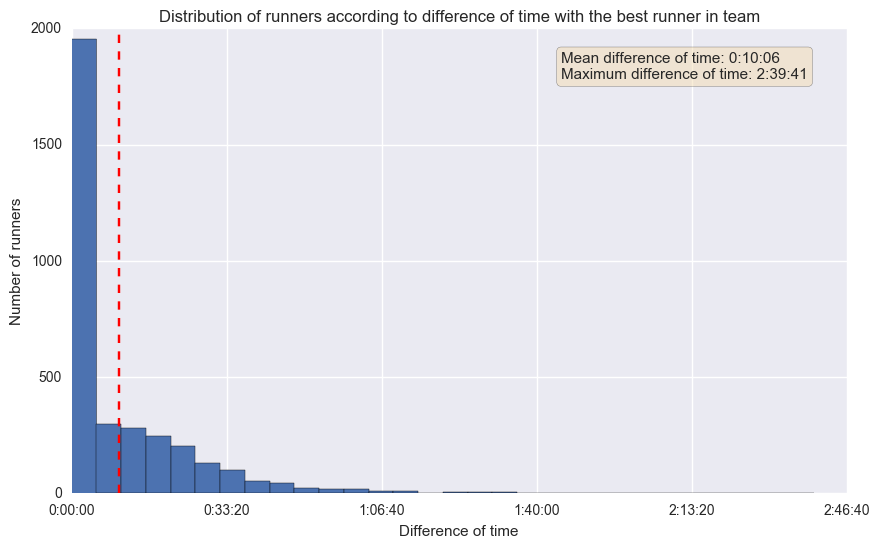 Distribution of runners according to difference of time with the best runner in team
Mean difference of time: 0:10:06
Maximum difference of time: 2:39:41
Number of runners
2000
1500
1000
500
0
0:00:00
0:33:20
1:06:40
1:40:00
2:13:20
2:46:40
Difference of time